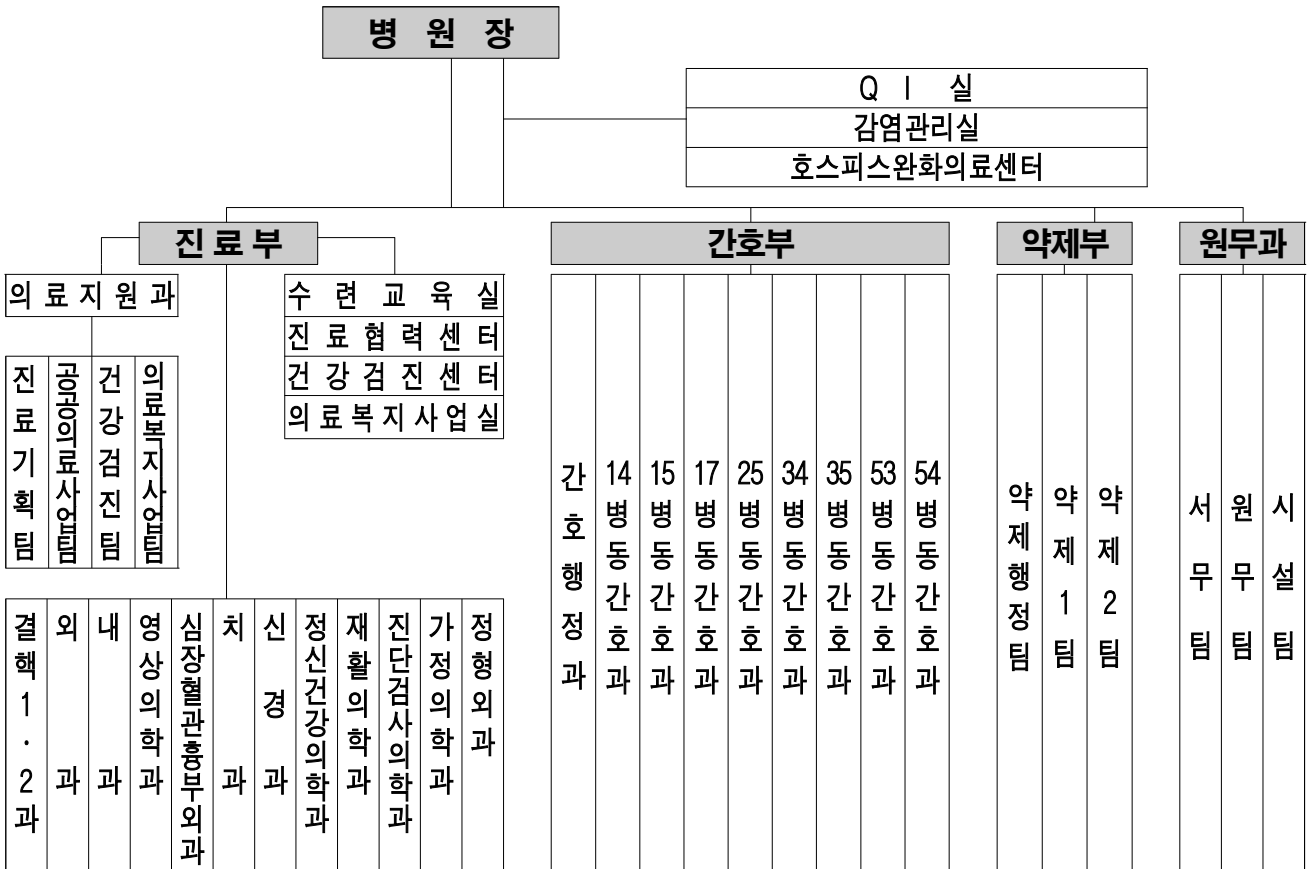 병 원 장
Q I 실
감염관리실
호스피스완화의료센터
진 료 부
간호부
약제부
원무과
의 료 지 원 과
수 련 교 육 실
진 료 협 력 센 터
건 강 검 진 센 터
의 료 복 지 사 업 실
진료기획팀
공공의료사업팀
건강검진팀
의료복지사업팀
결핵1·2과
외과
내과
영상의학과
심장혈관흉부외과
치과
신경과
정신건강의학과
재활의학과
진단검사의학과
가정의학과
정형외과
간호행정과
14병동간호과
15병동간호과
17병동간호과
25병동간호과
34병동간호과
35병동간호과
53병동간호과
54병동간호과
약제행정팀
약제1팀
약제2팀
서무팀
원무팀
시설팀